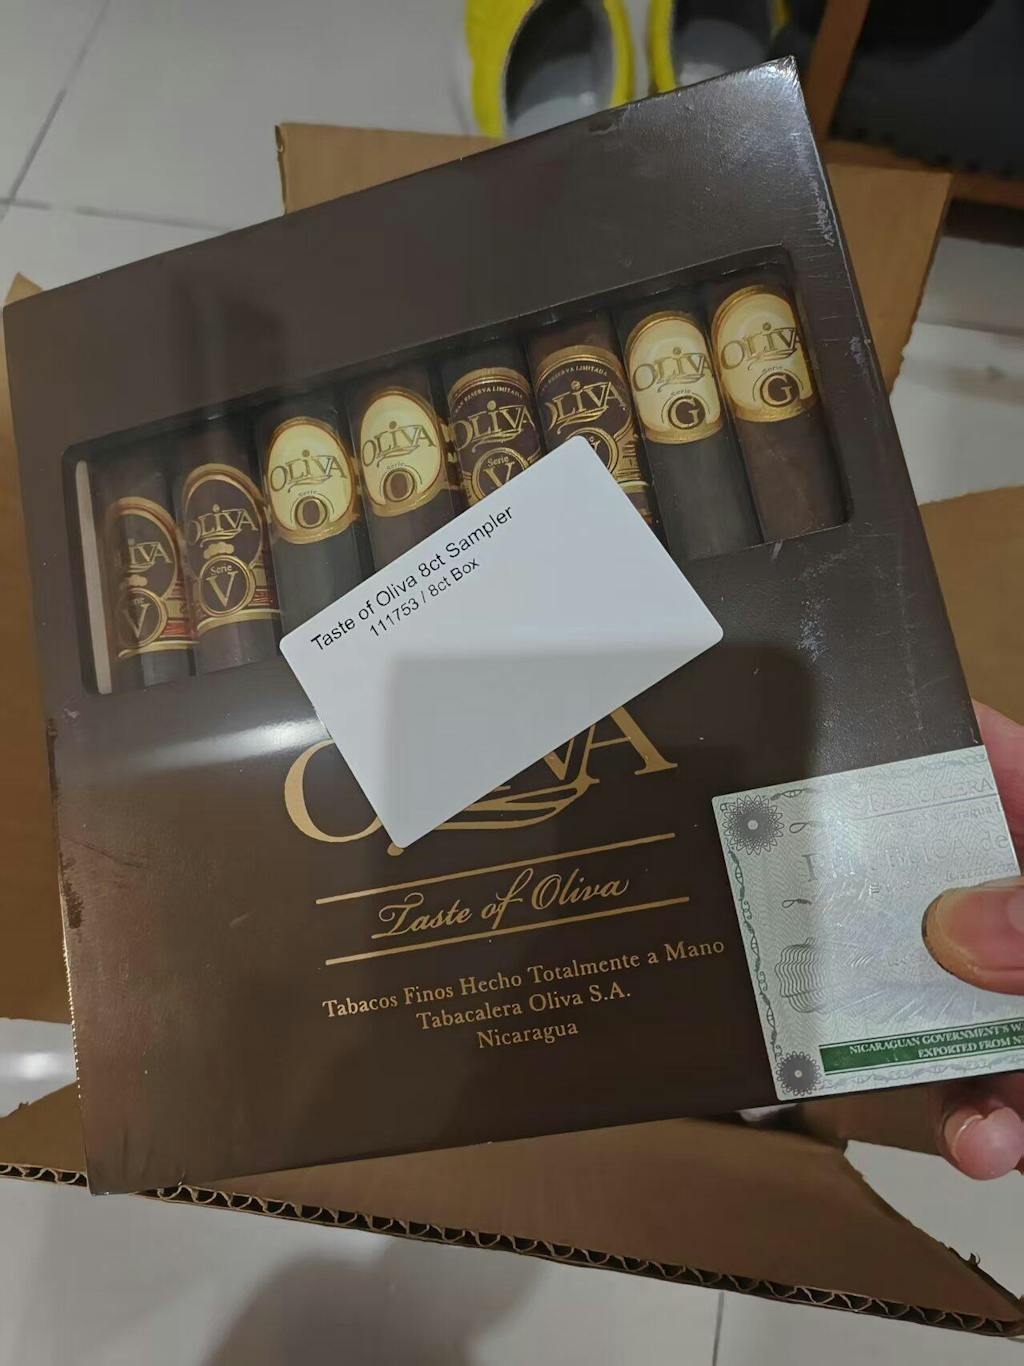 OLIVA
Serie
V
OLIVA
Serie
V
OLIVA
Serie
O
OLIVA
Serie
O
OLIVA
Serie
V
OLIVA
OLIVA
Serie
G
OLIVA
Serie
G
Taste of Oliva 8ct Sampler
111753 / 8ct Box
Taste of Oliva
Tabacos Finos Hecho Totalmente a Mano
Tabacalera Oliva S.A.
Nicaragua
NICARAGUAN GOVERNMENT'S
EXPORTED FROM